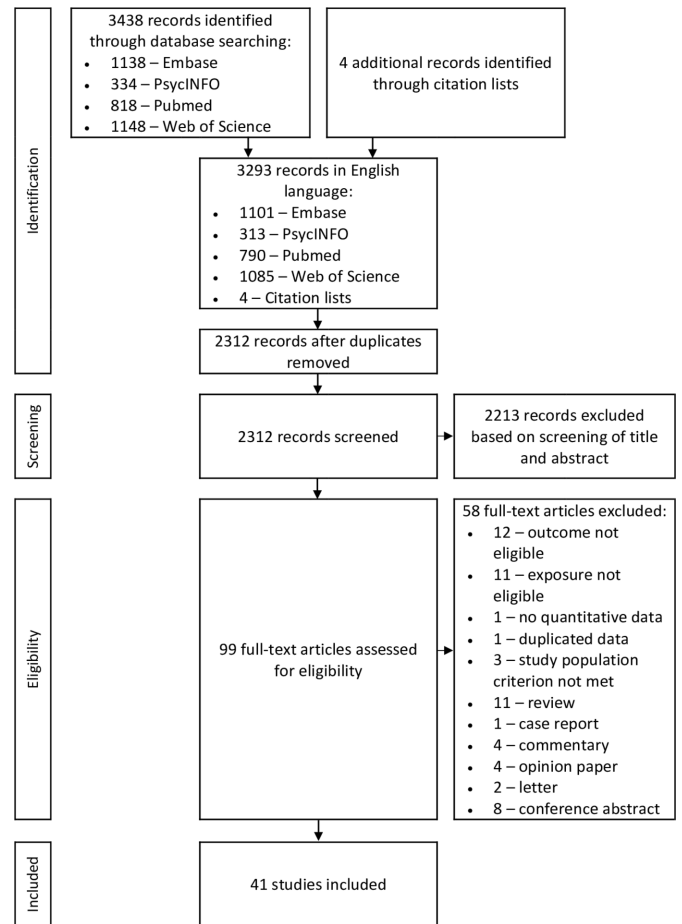 Identification
3438 records identified
through database searching:
• 1138 – Embase
• 334 – PsycINFO
• 818 – Pubmed
• 1148 – Web of Science
4 additional records identified
through citation lists
3293 records in English
language:
• 1101 – Embase
• 313 – PsycINFO
• 790 – Pubmed
• 1085 – Web of Science
• 4 – Citation lists
2312 records after duplicates
removed
Screening
2312 records screened
2213 records excluded
based on screening of title
and abstract
Eligibility
99 full-text articles assessed
for eligibility
58 full-text articles excluded:
• 12 – outcome not
eligible
• 11 – exposure not
eligible
• 1 – no quantitative data
• 1 – duplicated data
• 3 – study population
criterion not met
• 11 – review
• 1 – case report
• 4 – commentary
• 4 – opinion paper
• 2 – letter
• 8 – conference abstract
Included
41 studies included